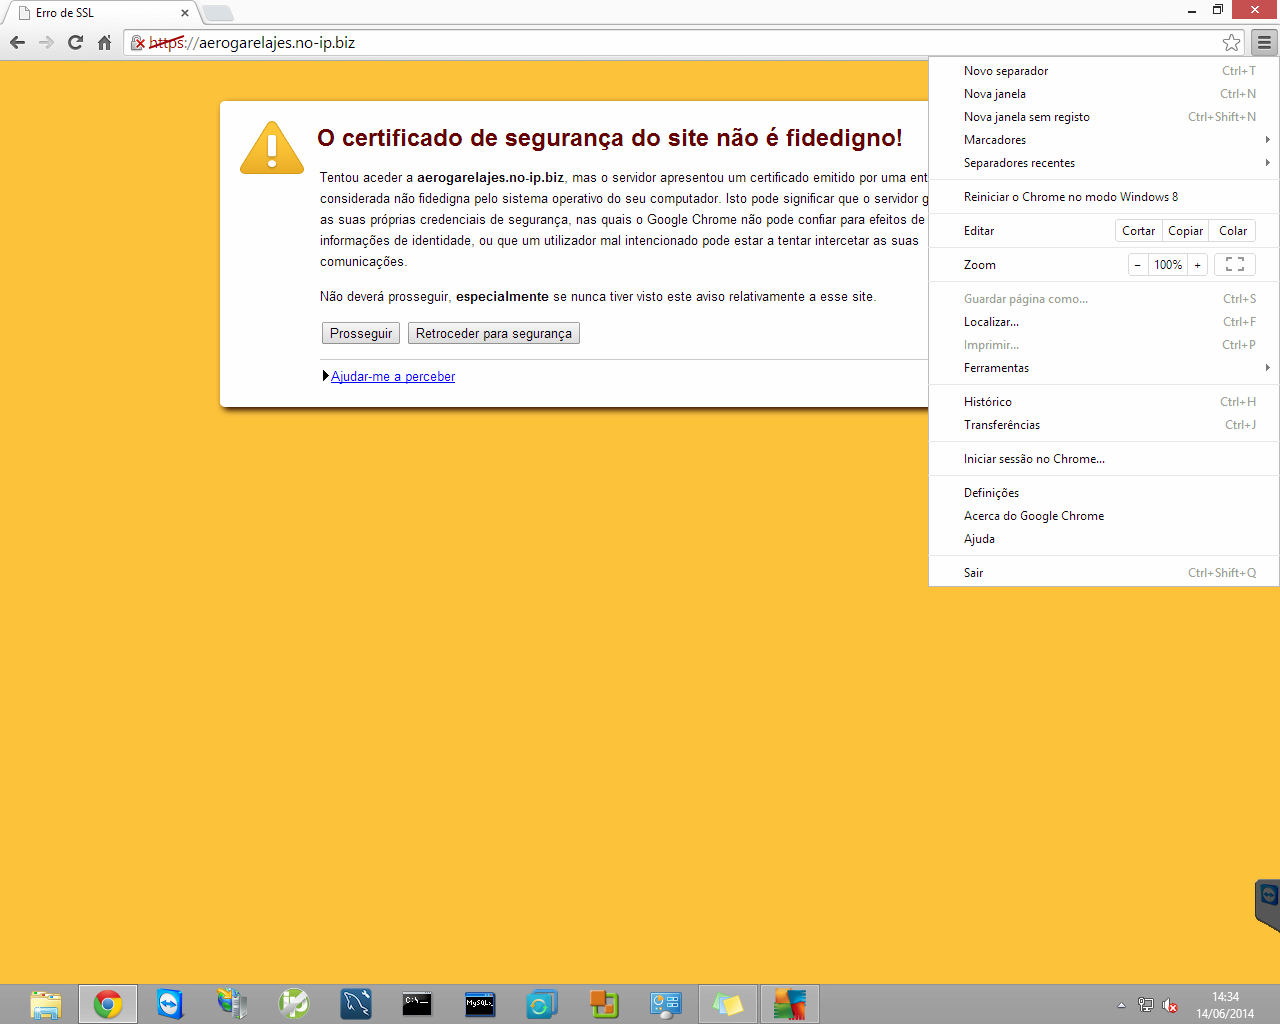 Erro de SSL
https://aerogarelajes.no-ip.biz
O certificado de segurança do site não é fidedigno!
Tentou aceder a aerogarelajes.no-ip.biz, mas o servidor apresentou um certificado emitido por uma ent
considerada não fidedigna pelo sistema operativo do seu computador. Isto pode significar que o servidor g
as suas próprias credenciais de segurança, nas quais o Google Chrome não pode confiar para efeitos de
informações de identidade, ou que um utilizador mal intencionado pode estar a tentar intercetar as suas
comunicações.
Não deverá prosseguir, especialmente se nunca tiver visto este aviso relativamente a esse site.
Prosseguir Retroceder para segurança
Ajudar-me a perceber
Novo separador Ctrl+T
Nova janela Ctrl+N
Nova janela sem registo Ctrl+Shift+N
Marcadores
Separadores recentes
Reiniciar o Chrome no modo Windows 8
Editar Cortar Copiar Colar
Zoom − 100% +
Guardar página como... Ctrl+S
Localizar... Ctrl+F
Imprimir... Ctrl+P
Ferramentas
Histórico Ctrl+H
Transferências Ctrl+J
Iniciar sessão no Chrome...
Definições
Acerca do Google Chrome
Ajuda
Sair Ctrl+Shift+Q
C:\_
MySQL
14:34
14/06/2014